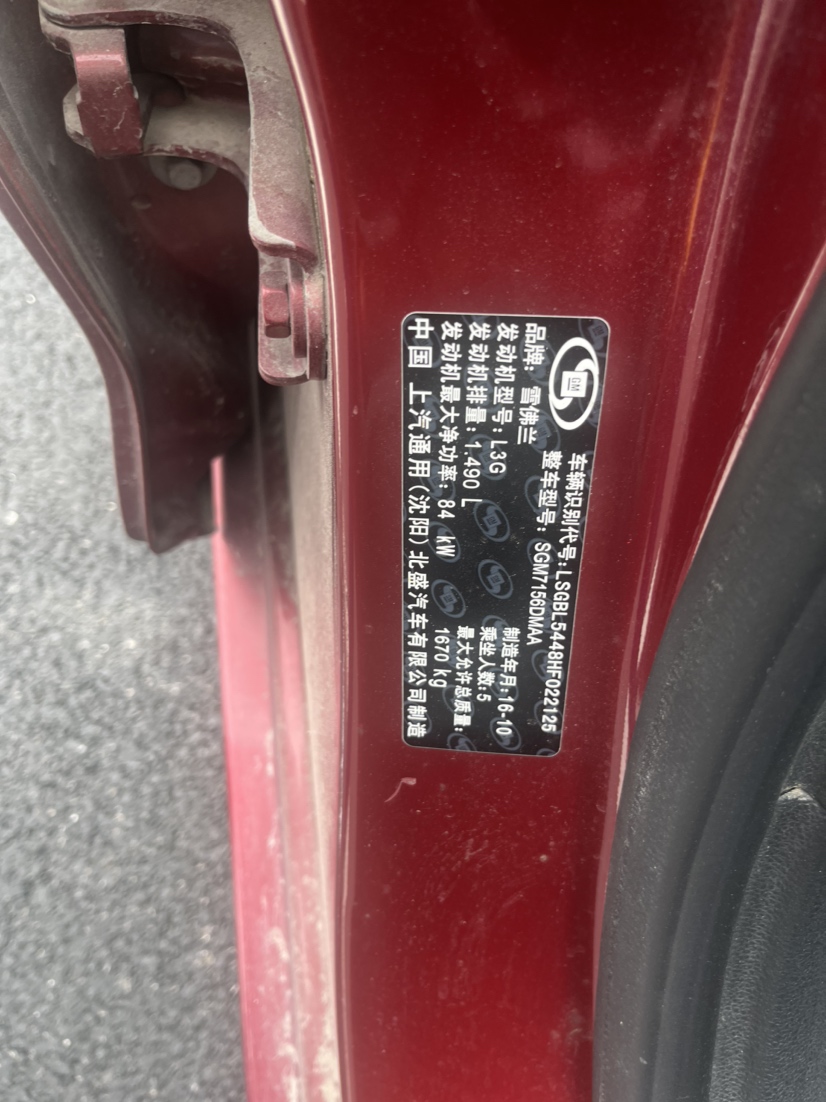 GM
车辆识别代号:LSGBL5448HF022125
整车型号: SGM7156DMAA
品牌: 雪佛兰
发动机型号:L3G
制造年月:16-10
发动机排量:1.490 L
乘坐人数:5
发动机最大净功率:84 kW
最大允许总质量:
1670 kg
中国 上汽通用(沈阳)北盛汽车有限公司制造